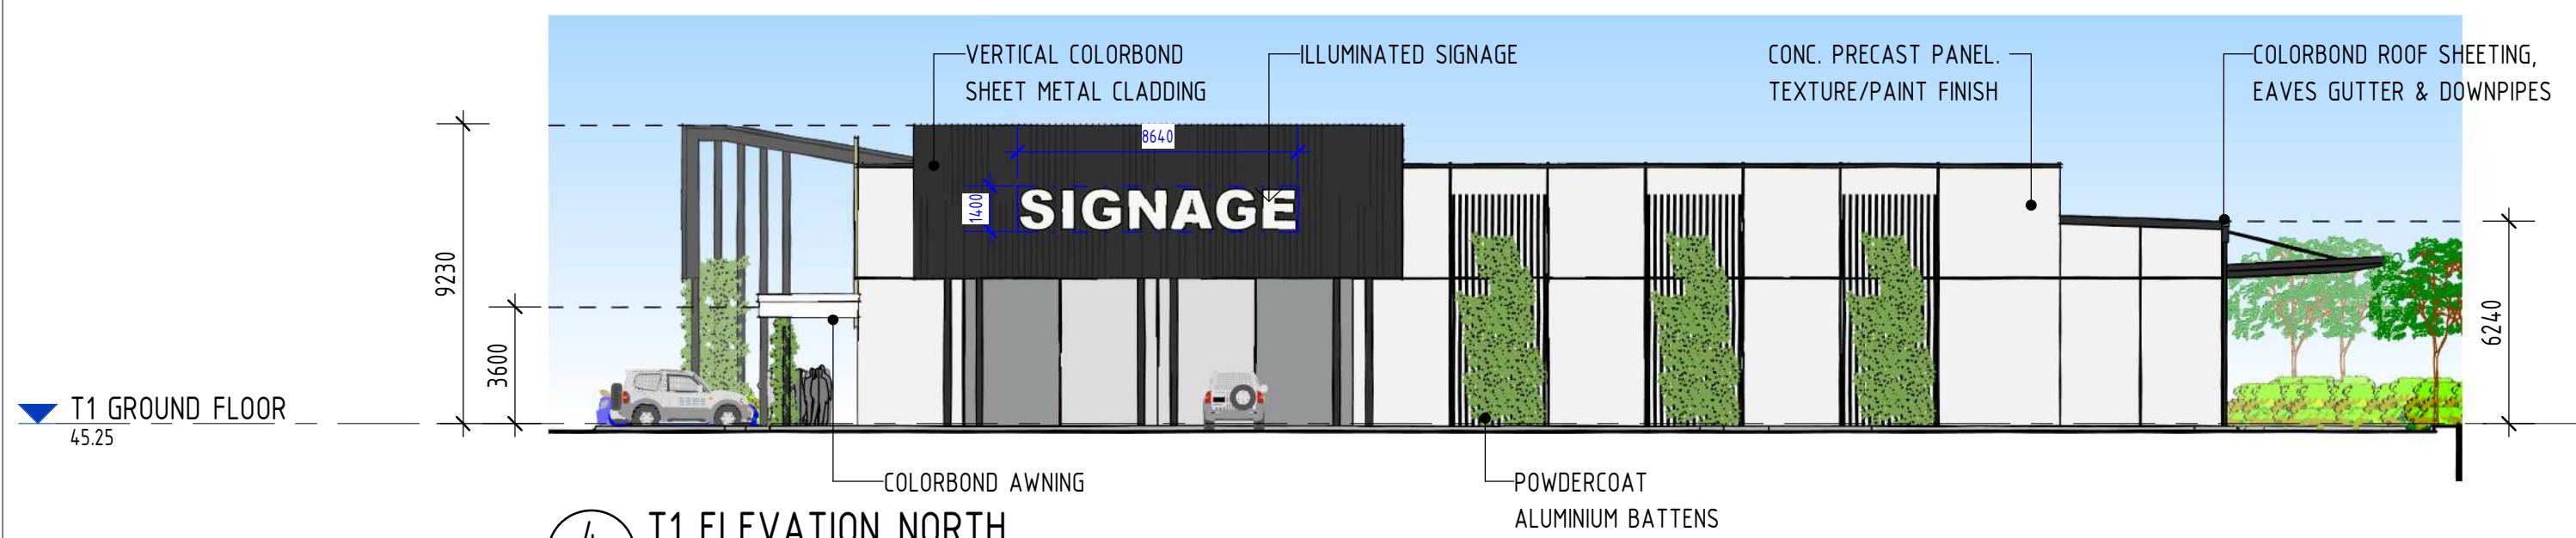 VERTICAL COLORBOND
SHEET METAL CLADDING
ILLUMINATED SIGNAGE
CONC. PRECAST PANEL.
TEXTURE/PAINT FINISH
COLORBOND ROOF SHEETING,
EAVES GUTTER & DOWNPIPES
8640
1400
SIGNAGE
9230
3600
6240
T1 GROUND FLOOR
45.25
COLORBOND AWNING
POWDERCOAT
ALUMINIUM BATTENS
4
T1 ELEVATION NORTH